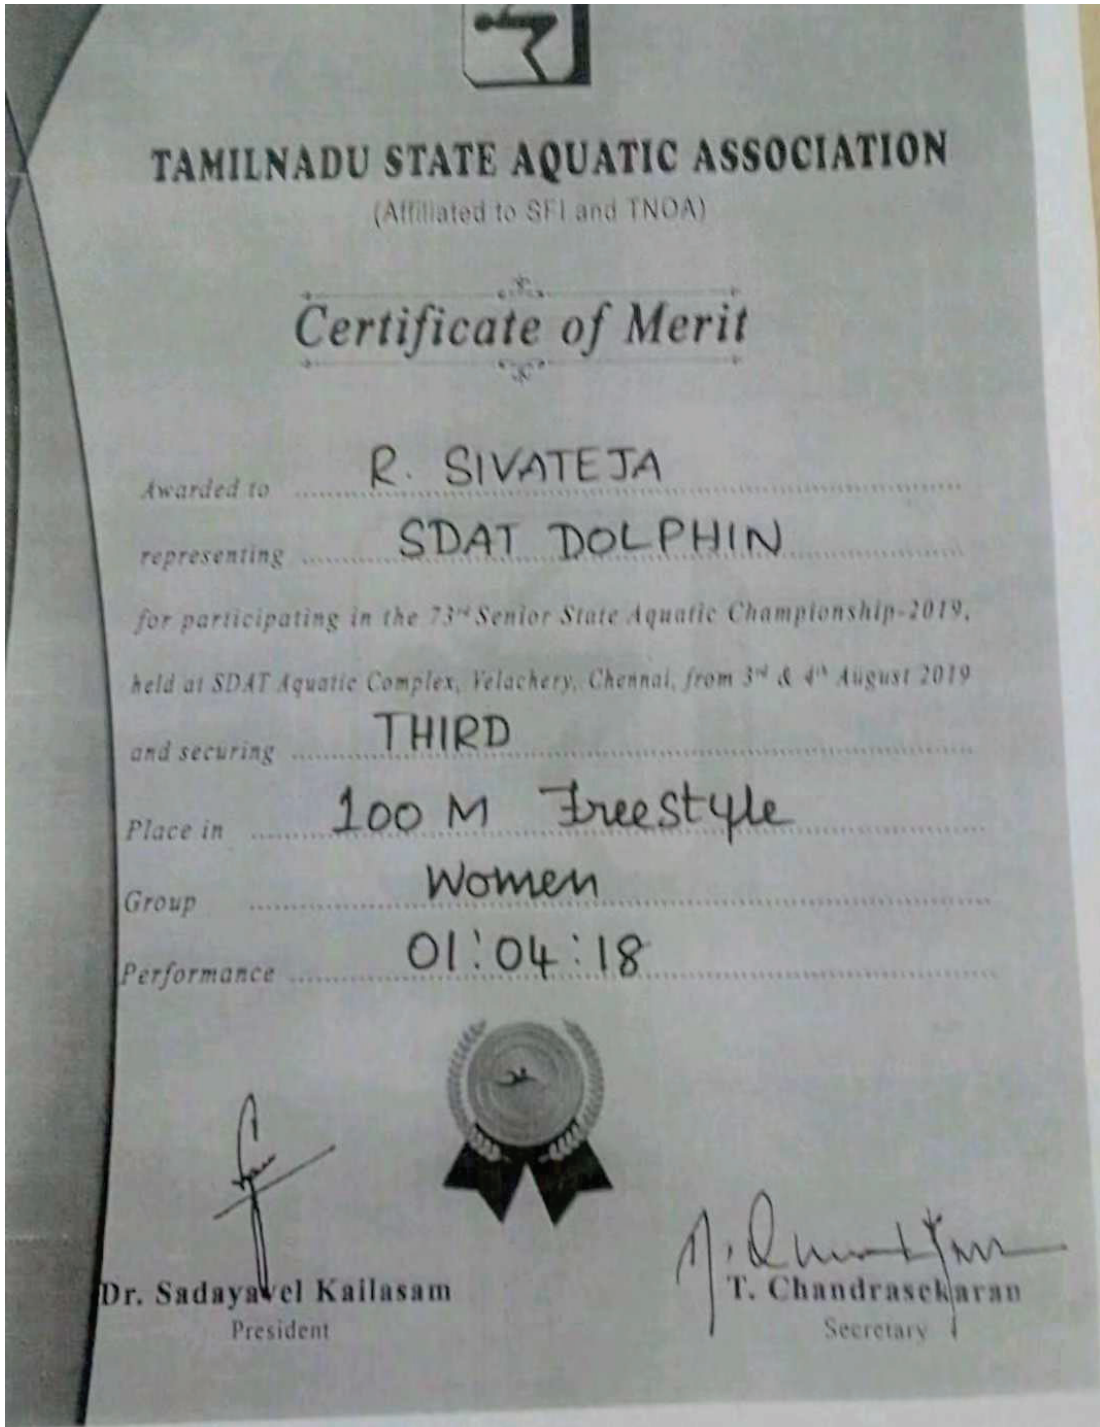 TAMILNADU STATE AQUATIC ASSOCIATION
(Affiliated to SFI and TNOA)
Certificate of Merit
Awarded to R. SIVATEJA
representing SDAT DOLPHIN
for participating in the 73rd Senior State Aquatic Championship-2019,
held at SDAT Aquatic Complex, Velachery, Chennai, from 3rd & 4th August 2019
and securing THIRD
Place in 100 M Freestyle
Group Women
Performance 01:04:18
Dr. Sadayavel Kailasam
President
T. Chandrasekaran
Secretary